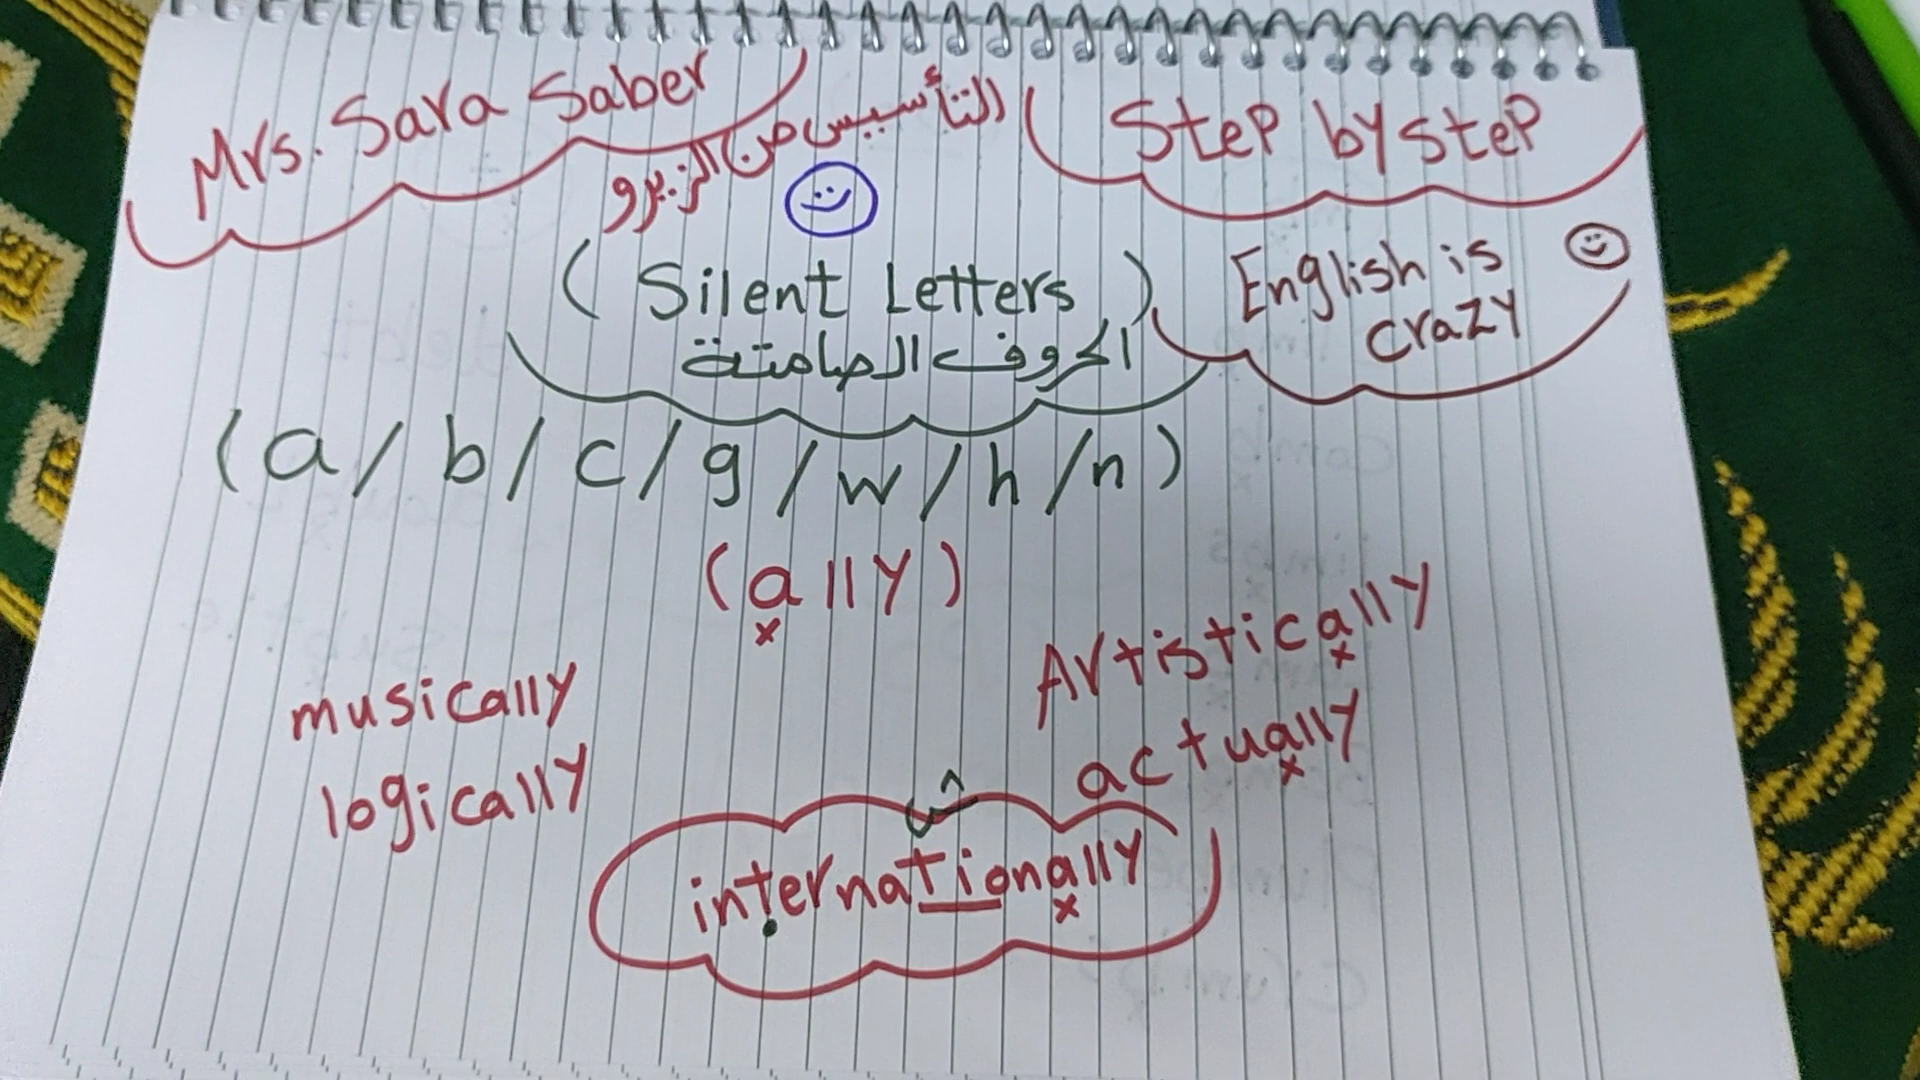 Mrs. Sara Saber
التأسيس من الزيرو
Step by step
(Silent Letters)
الحروف الصامتة
English is
crazy
(a/ b/ c/ g/ w/ h/ n)
(ally)
x
musically
logically
Artistically
x
actually
x
ش
internationally
x